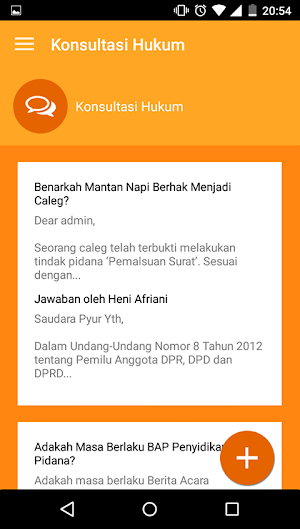 20:54
Konsultasi Hukum
Konsultasi Hukum
Benarkah Mantan Napi Berhak Menjadi
Caleg?
Dear admin,
Seorang caleg telah terbukti melakukan
tindak pidana ‘Pemalsuan Surat’. Sesuai
dengan...
Jawaban oleh Heni Afriani
Saudara Pyur Yth,
Dalam Undang-Undang Nomor 8 Tahun 2012
tentang Pemilu Anggota DPR, DPD dan
DPRD...
Adakah Masa Berlaku BAP Penyidikan
Pidana?
Adakah masa berlaku Berita Acara